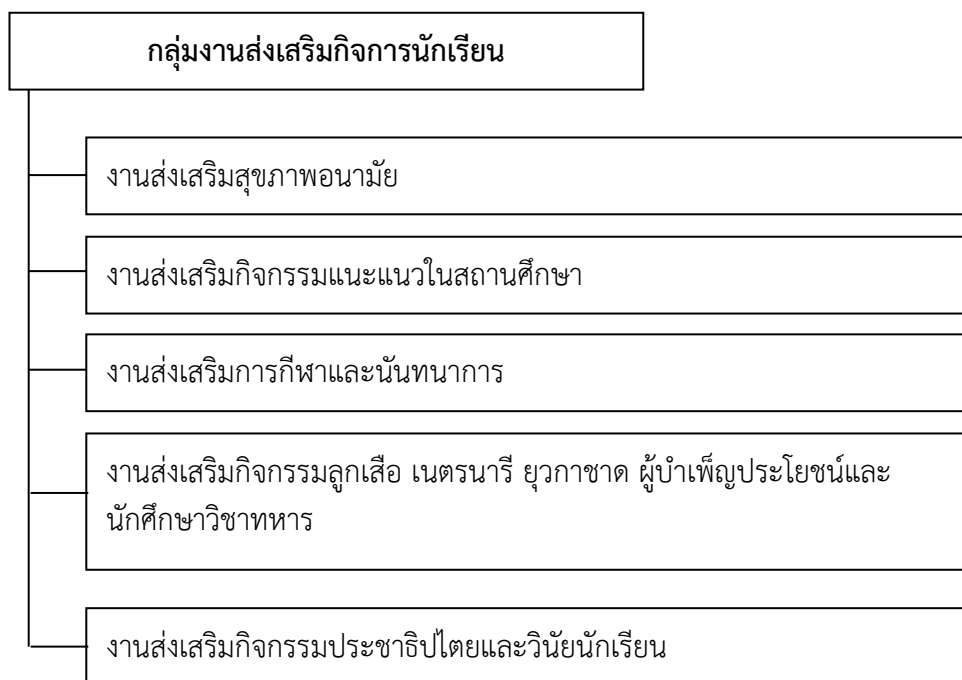 กลุ่มงานส่งเสริมกิจการนักเรียน
งานส่งเสริมสุขภาพอนามัย
งานส่งเสริมกิจกรรมแนะแนวในสถานศึกษา
งานส่งเสริมการกีฬาและนันทนาการ
งานส่งเสริมกิจกรรมลูกเสือ เนตรนารี ยุวกาชาด ผู้บำเพ็ญประโยชน์และ
นักศึกษาวิชาทหาร
งานส่งเสริมกิจกรรมประชาธิปไตยและวินัยนักเรียน